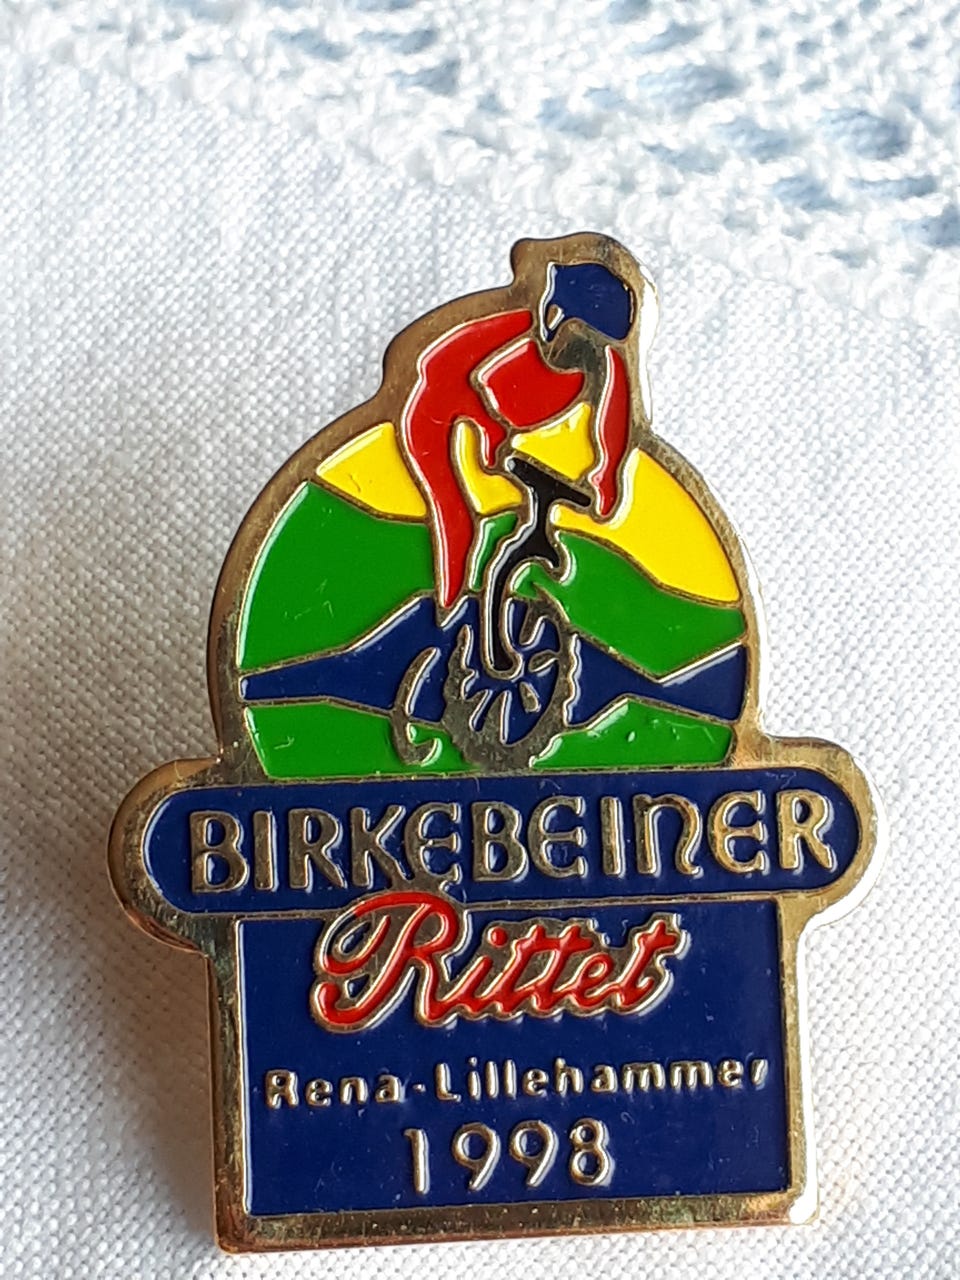 BIRKEBEINER
Rittet
Rena-Lillehammer
1998